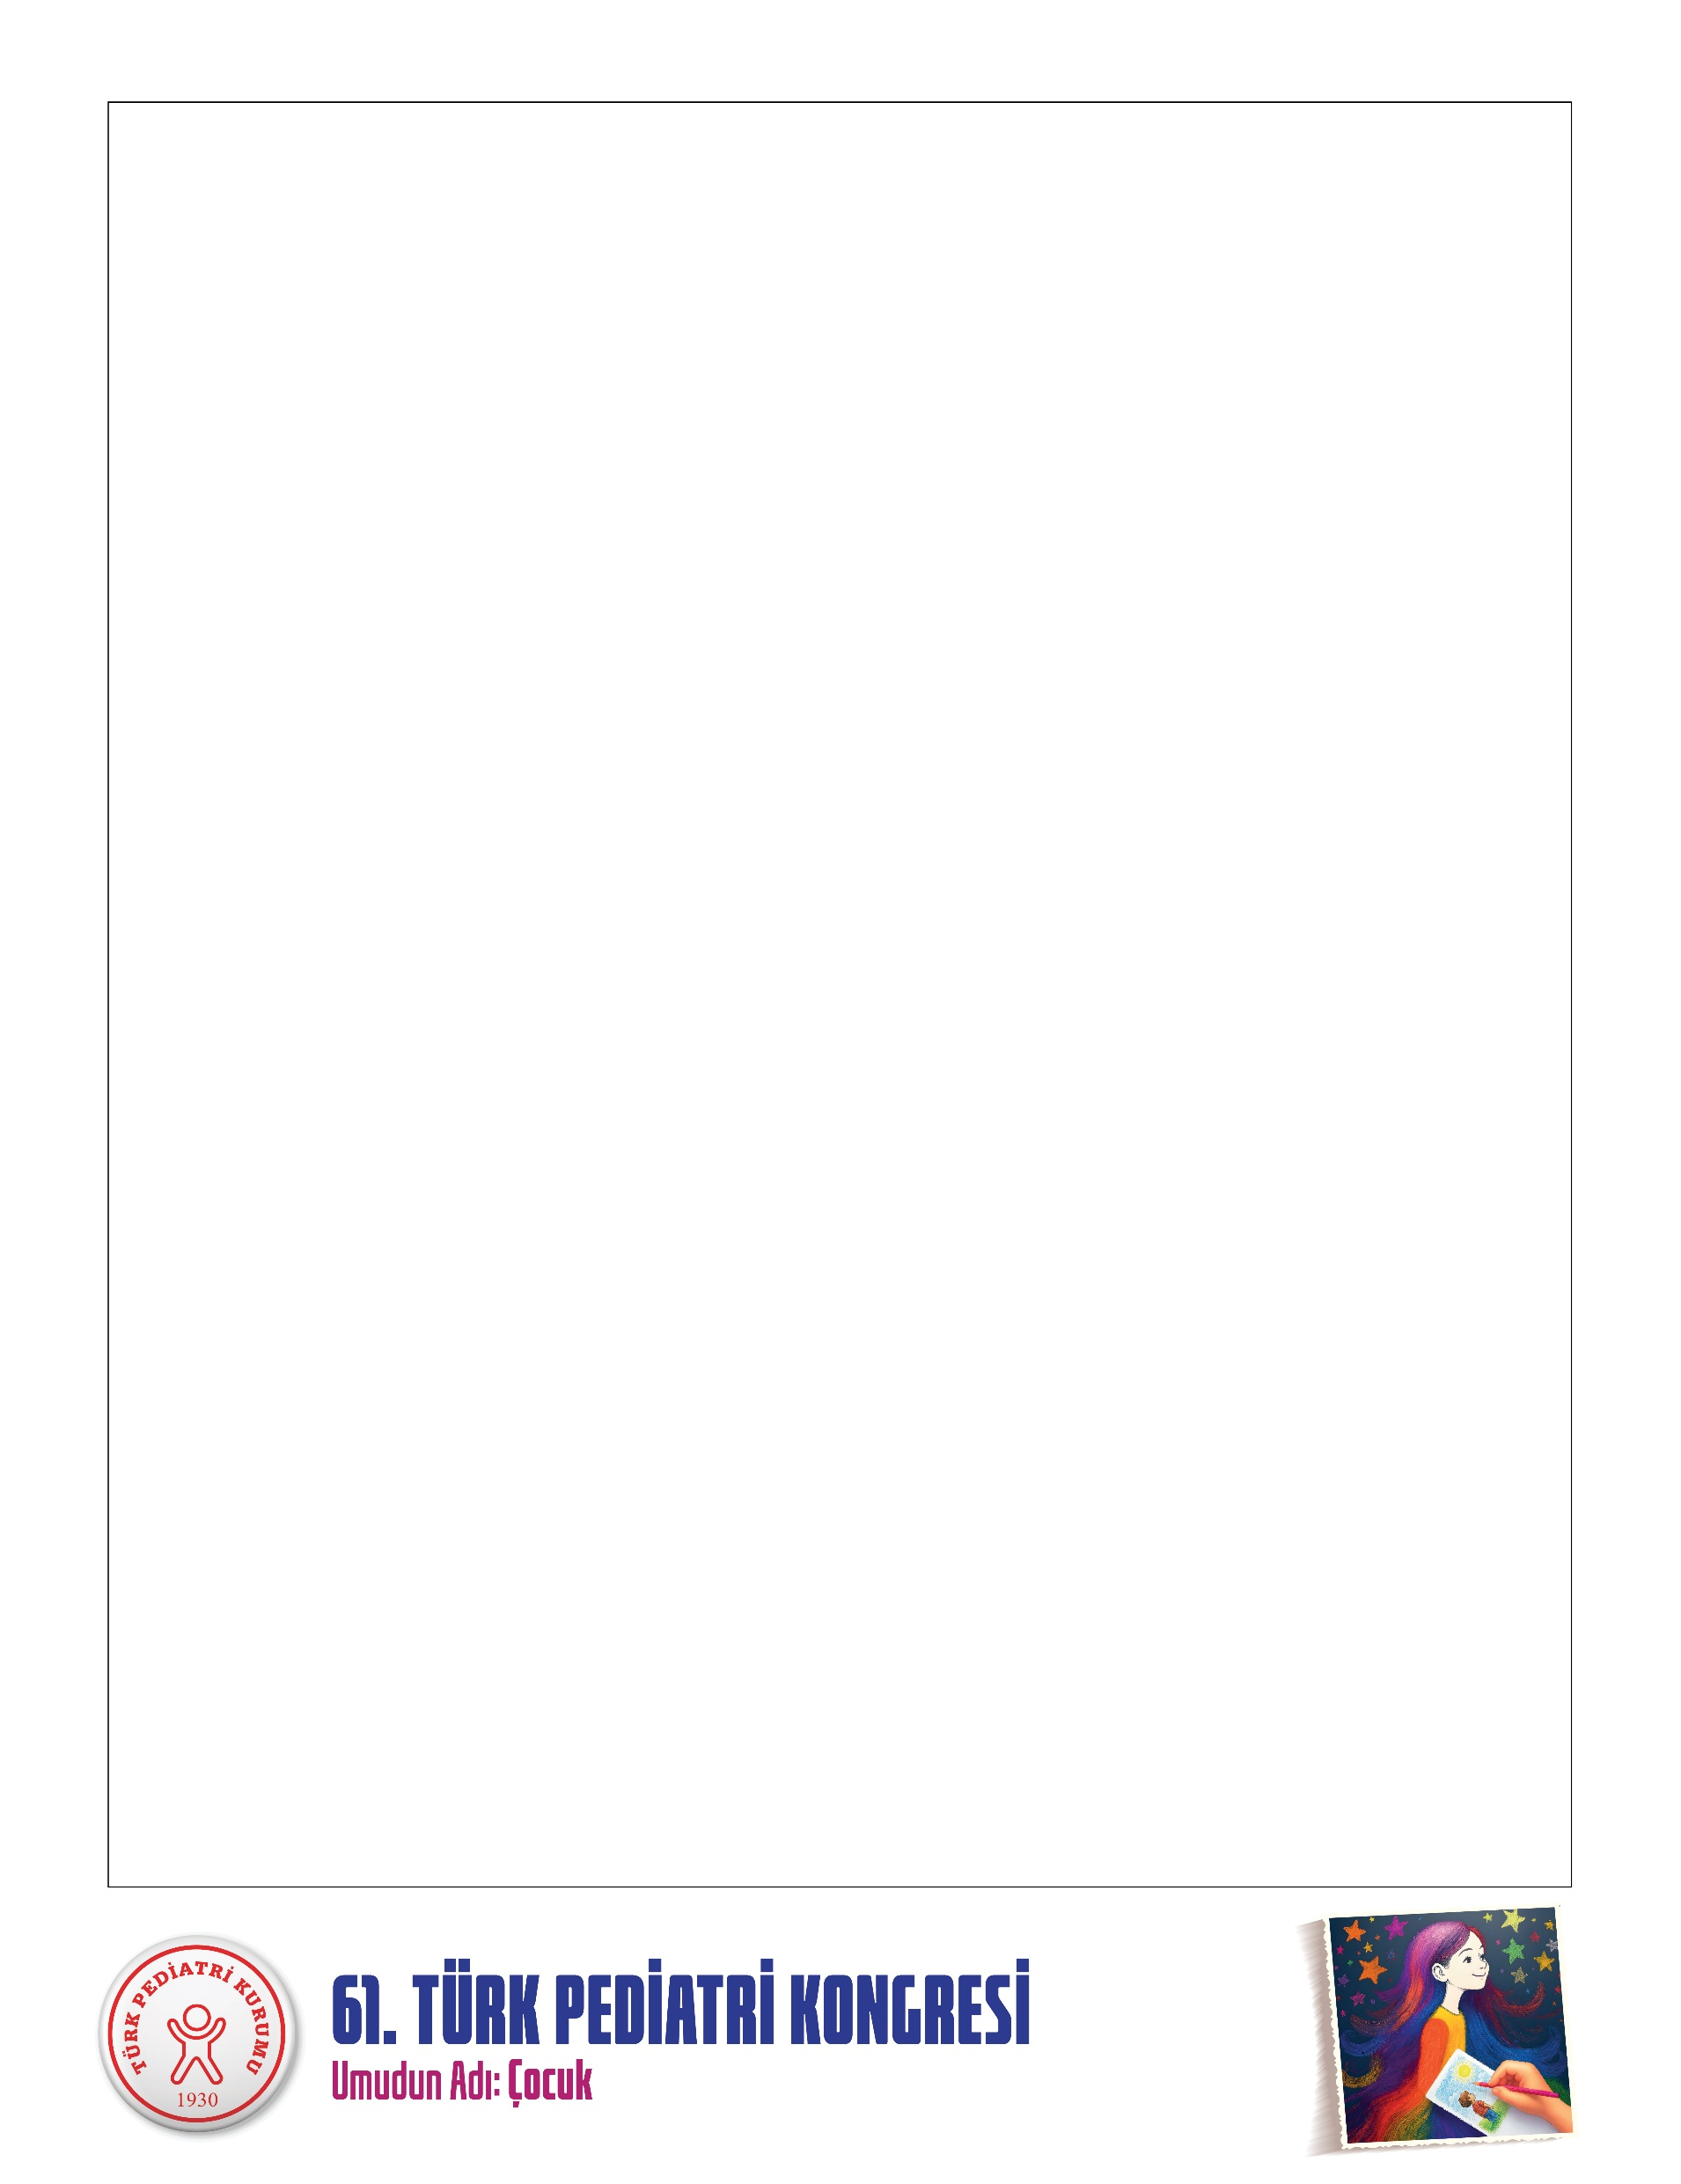 TÜRK PEDİATRİ KURUMU
1930
61. TÜRK PEDİATRİ KONGRESİ
Umudun Adı: Çocuk